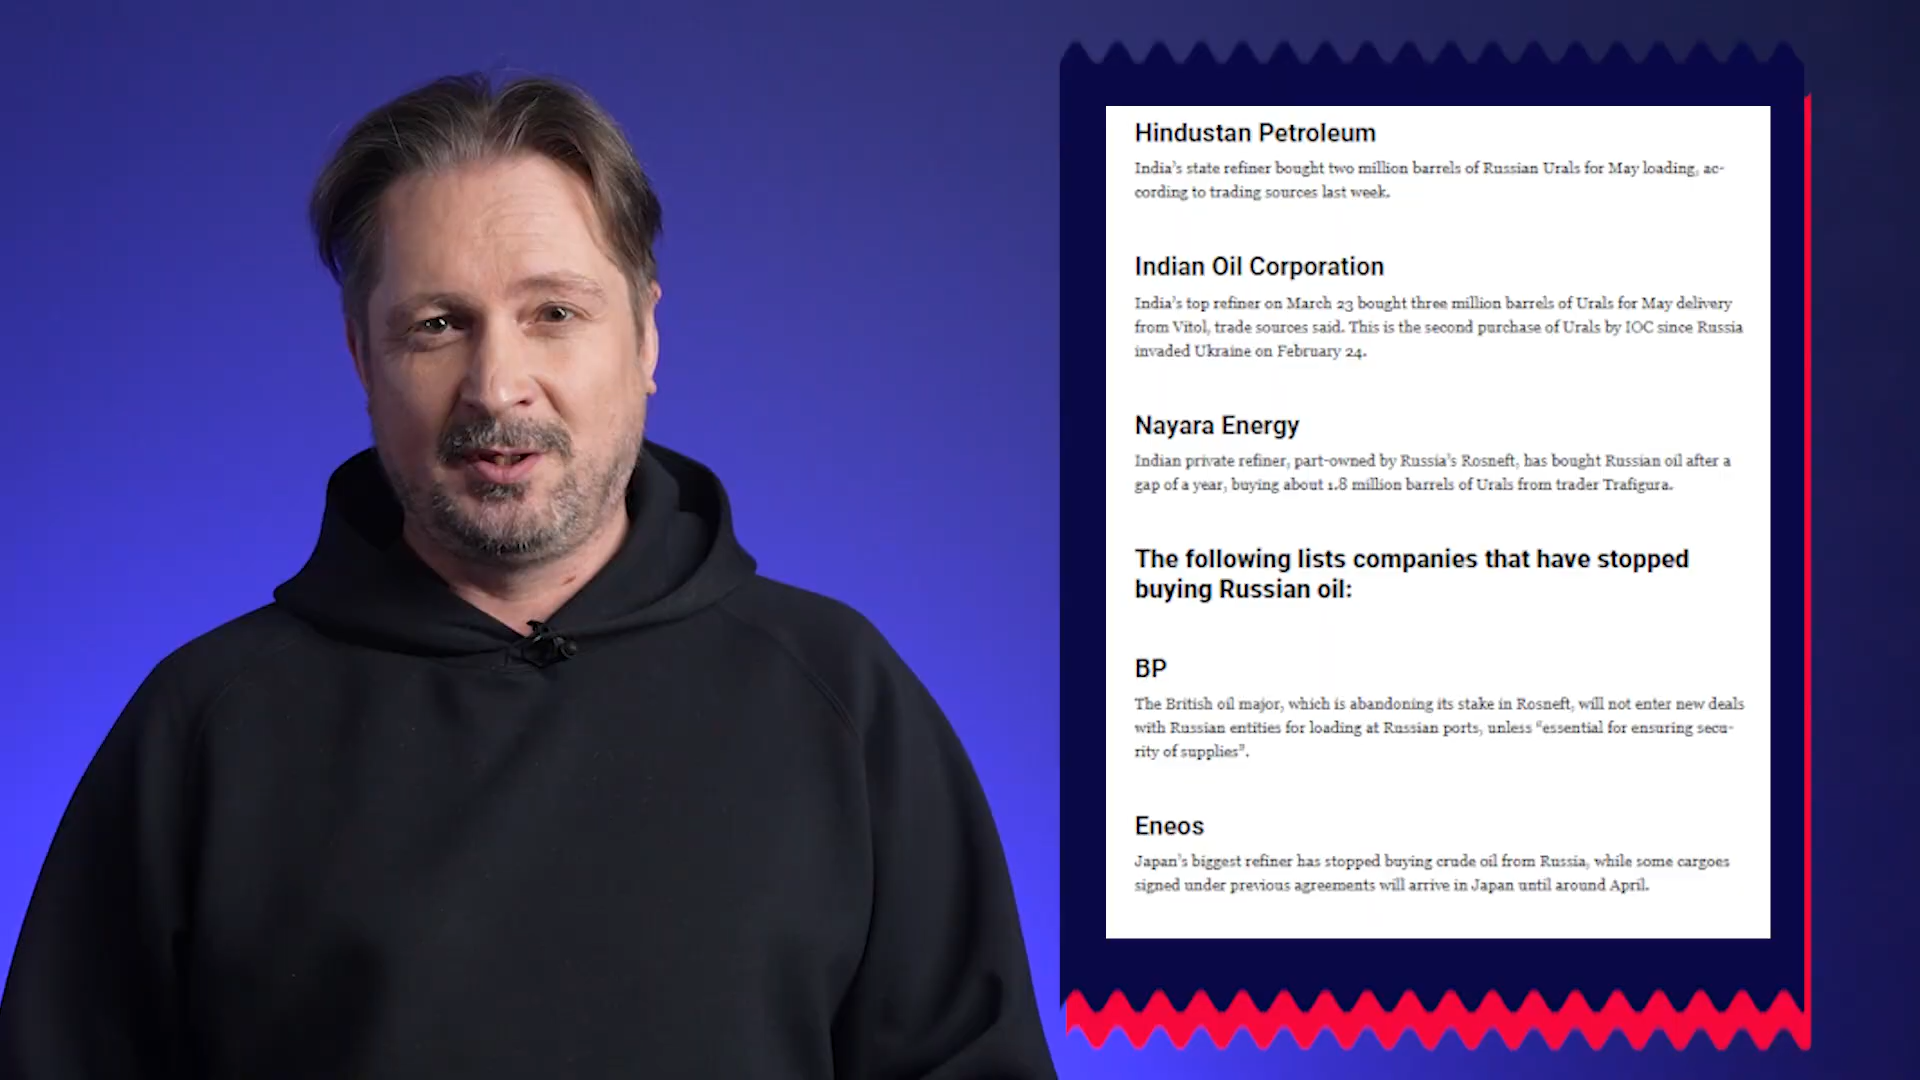 Hindustan Petroleum
India's state refiner bought two million barrels of Russian Urals for May loading, ac-
cording to trading sources last week.
Indian Oil Corporation
India's top refiner on March 23 bought three million barrels of Urals for May delivery
from Vitol, trade sources said. This is the second purchase of Urals by IOC since Russia
invaded Ukraine on February 24.
Nayara Energy
Indian private refiner, part-owned by Russia's Rosneft, has bought Russian oil after a
gap of a year, buying about 1.8 million barrels of Urals from trader Trafigura.
The following lists companies that have stopped
buying Russian oil:
BP
The British oil major, which is abandoning its stake in Rosneft, will not enter new deals
with Russian entities for loading at Russian ports, unless “essential for ensuring secu-
rity of supplies”.
Eneos
Japan's biggest refiner has stopped buying crude oil from Russia, while some cargoes
signed under previous agreements will arrive in Japan until around April.